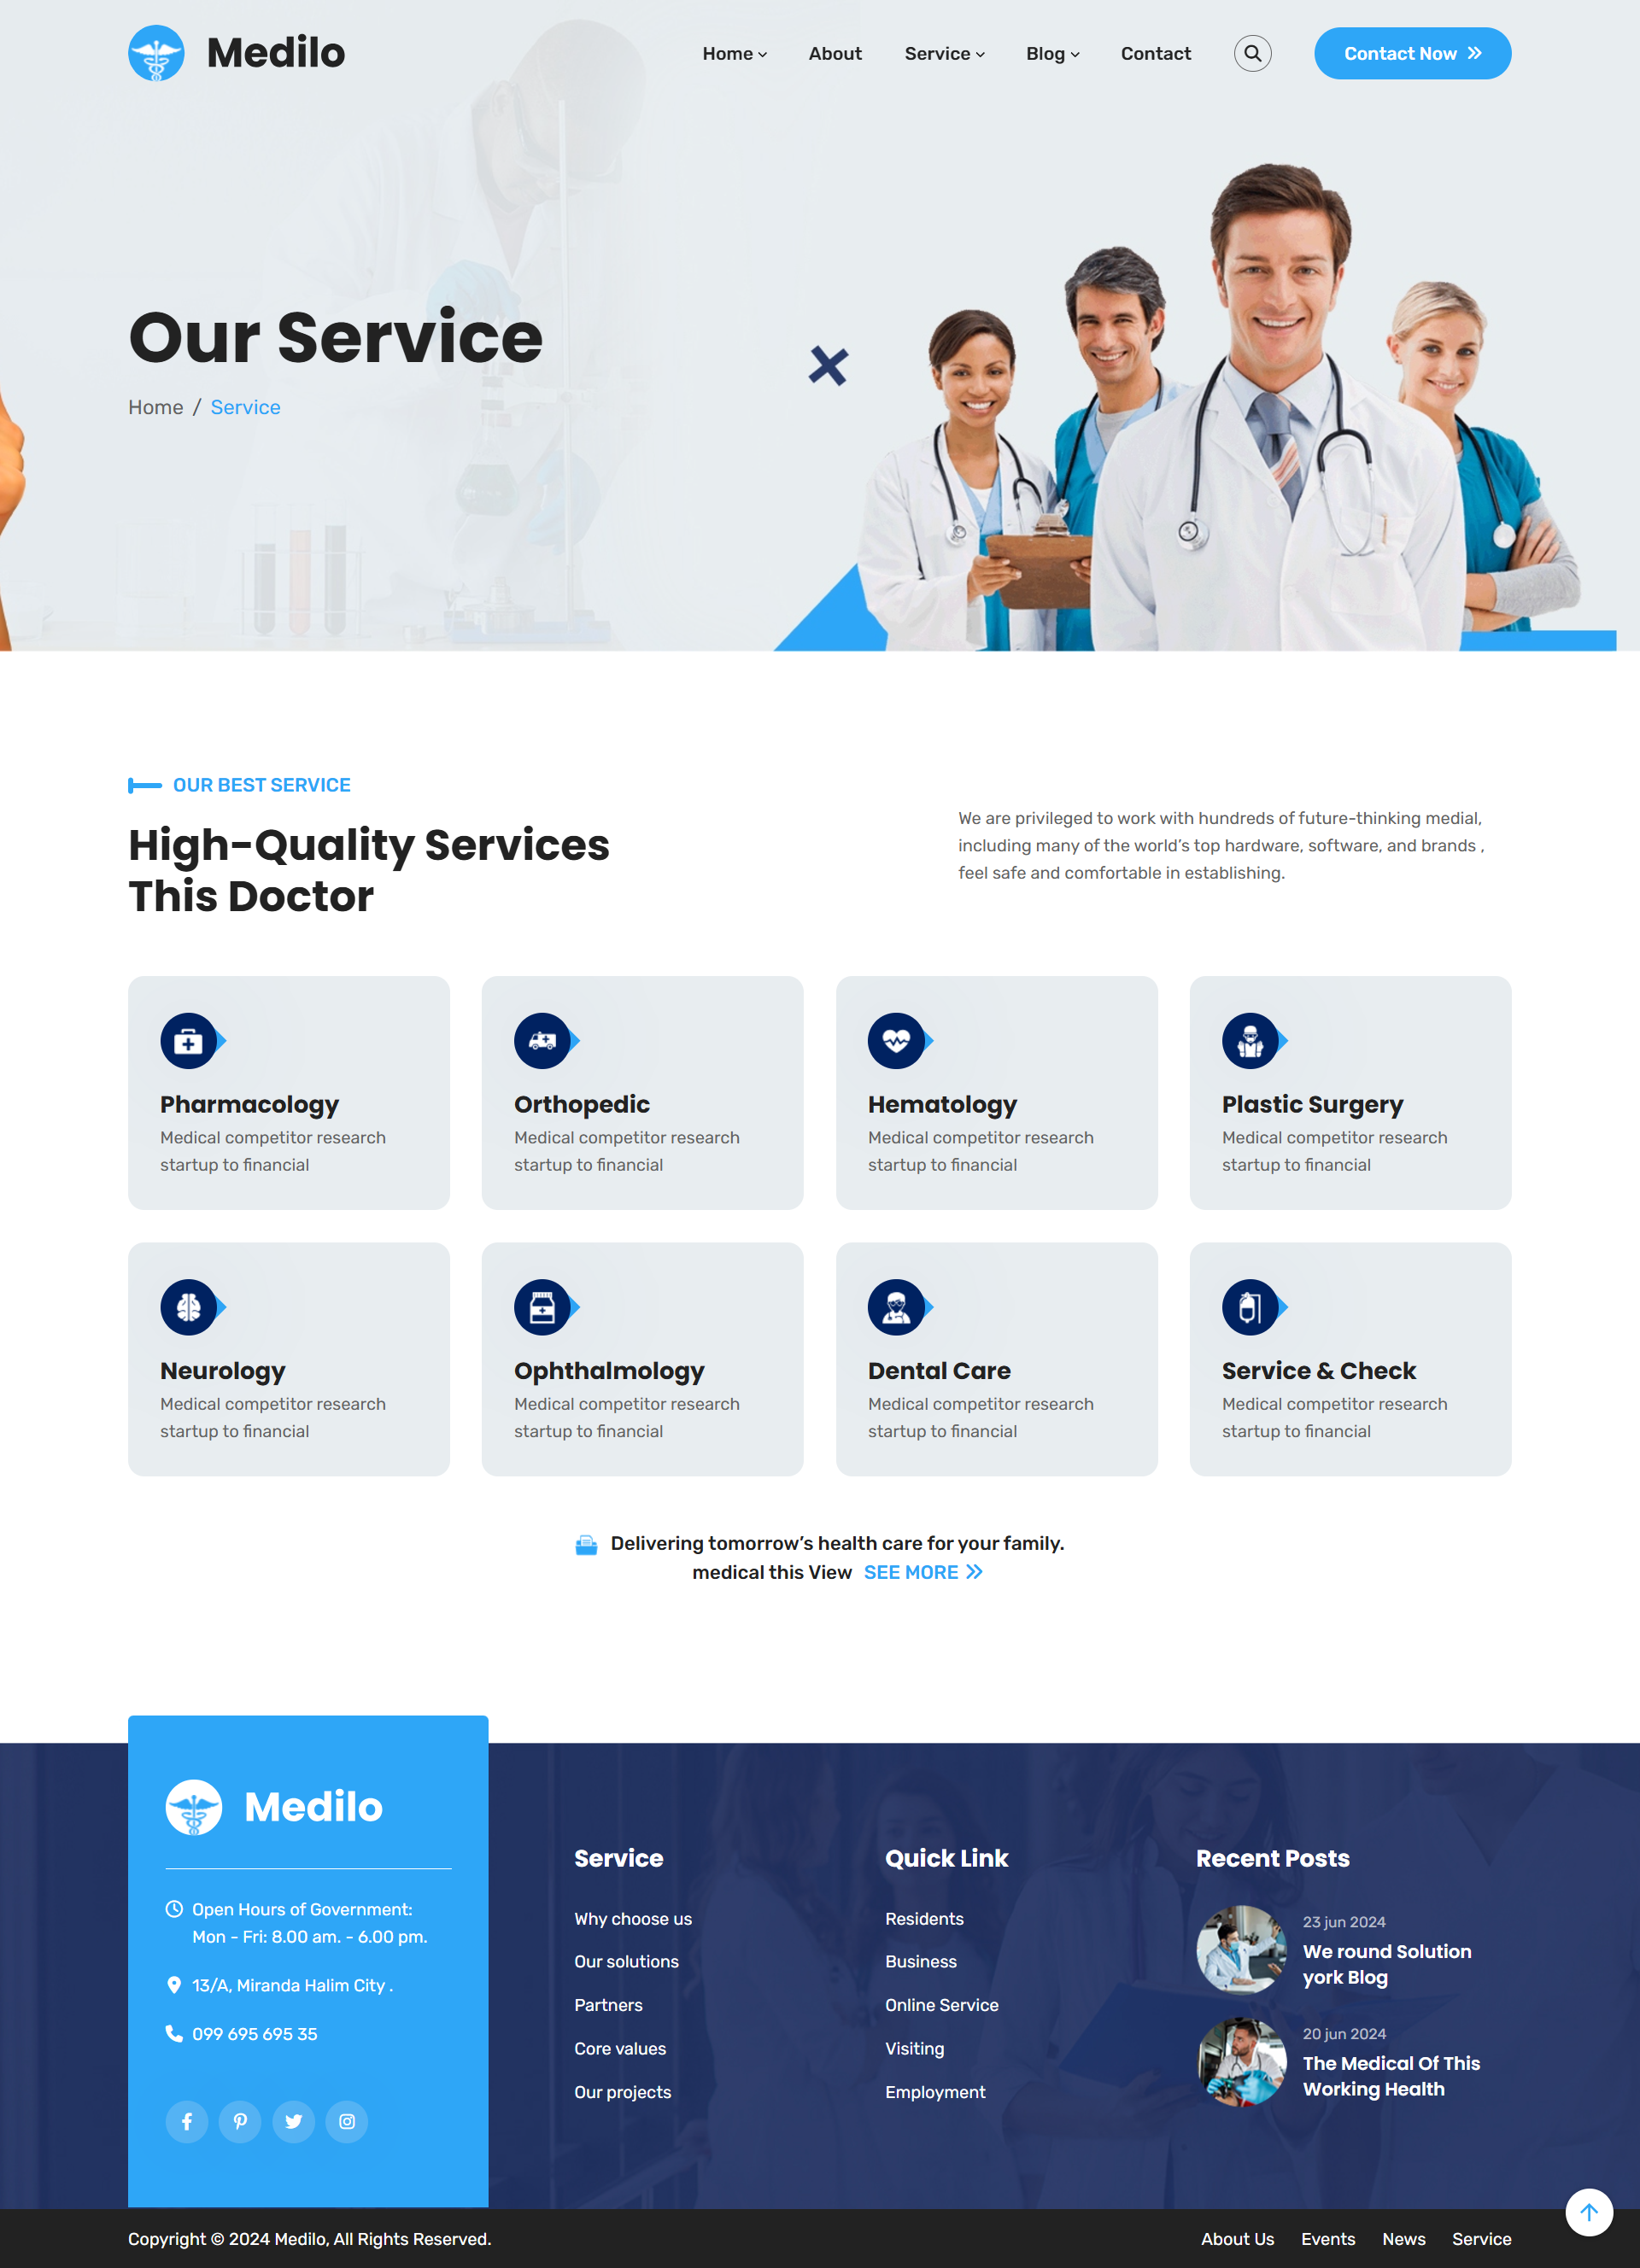 Medilo
Home About Service Blog Contact Contact Now
Our Service
Home / Service
OUR BEST SERVICE
High-Quality Services
This Doctor
We are privileged to work with hundreds of future-thinking medial,
including many of the world's top hardware, software, and brands ,
feel safe and comfortable in establishing.
Pharmacology
Medical competitor research
startup to financial
Orthopedic
Medical competitor research
startup to financial
Hematology
Medical competitor research
startup to financial
Plastic Surgery
Medical competitor research
startup to financial
Neurology
Medical competitor research
startup to financial
Ophthalmology
Medical competitor research
startup to financial
Dental Care
Medical competitor research
startup to financial
Service & Check
Medical competitor research
startup to financial
Delivering tomorrow's health care for your family.
medical this View SEE MORE
Medilo
Open Hours of Government:
Mon - Fri: 8.00 am. - 6.00 pm.
13/A, Miranda Halim City .
099 695 695 35
Service
Why choose us
Our solutions
Partners
Core values
Our projects
Quick Link
Residents
Business
Online Service
Visiting
Employment
Recent Posts
23 jun 2024
We round Solution
york Blog
20 jun 2024
The Medical Of This
Working Health
Copyright © 2024 Medilo, All Rights Reserved.
About Us Events News Service